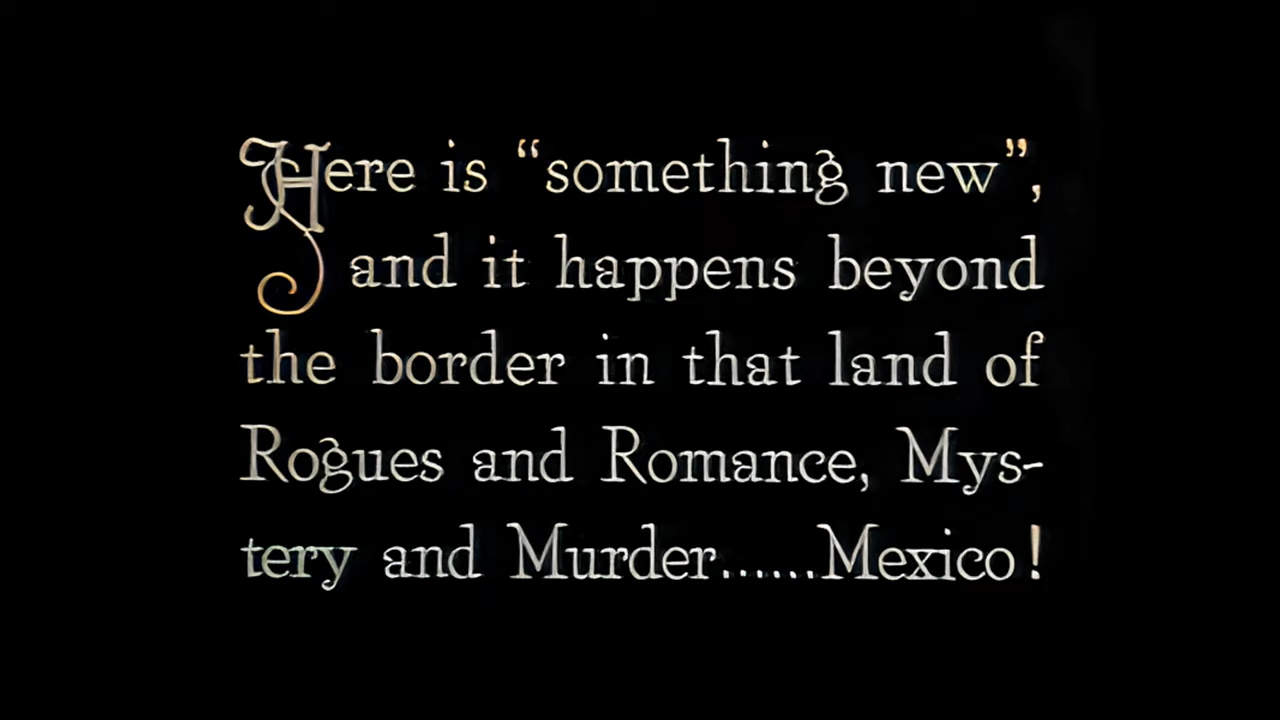 Here is “something new”,
and it happens beyond
the border in that land of
Rogues and Romance, Mys-
tery and Murder......Mexico!